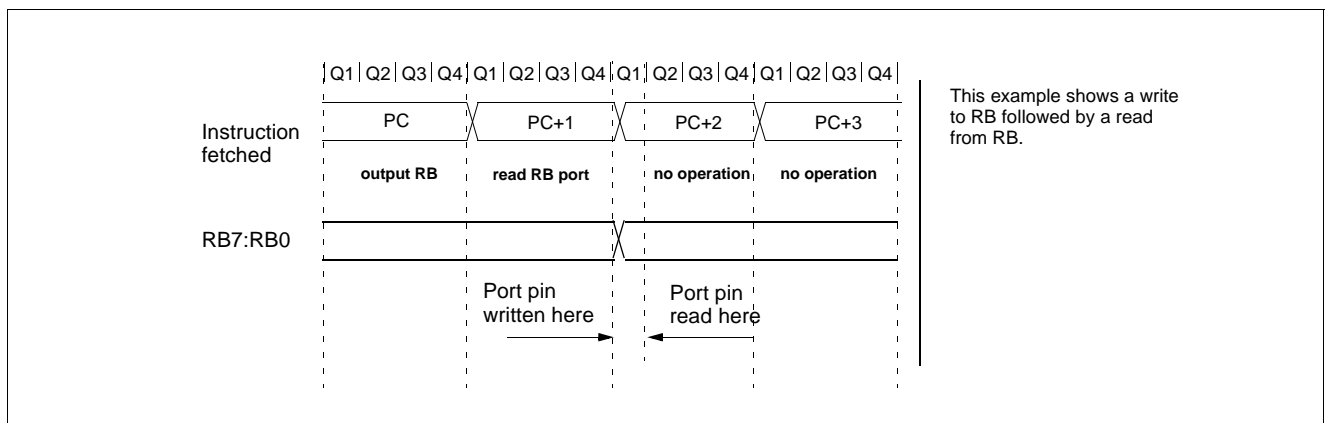 Q1 Q2 Q3 Q4 Q1 Q2 Q3 Q4 Q1 Q2 Q3 Q4 Q1 Q2 Q3 Q4
Instruction
fetched
PC PC+1 PC+2 PC+3
output RB read RB port no operation no operation
RB7:RB0
Port pin
written here
Port pin
read here
This example shows a write
to RB followed by a read
from RB.